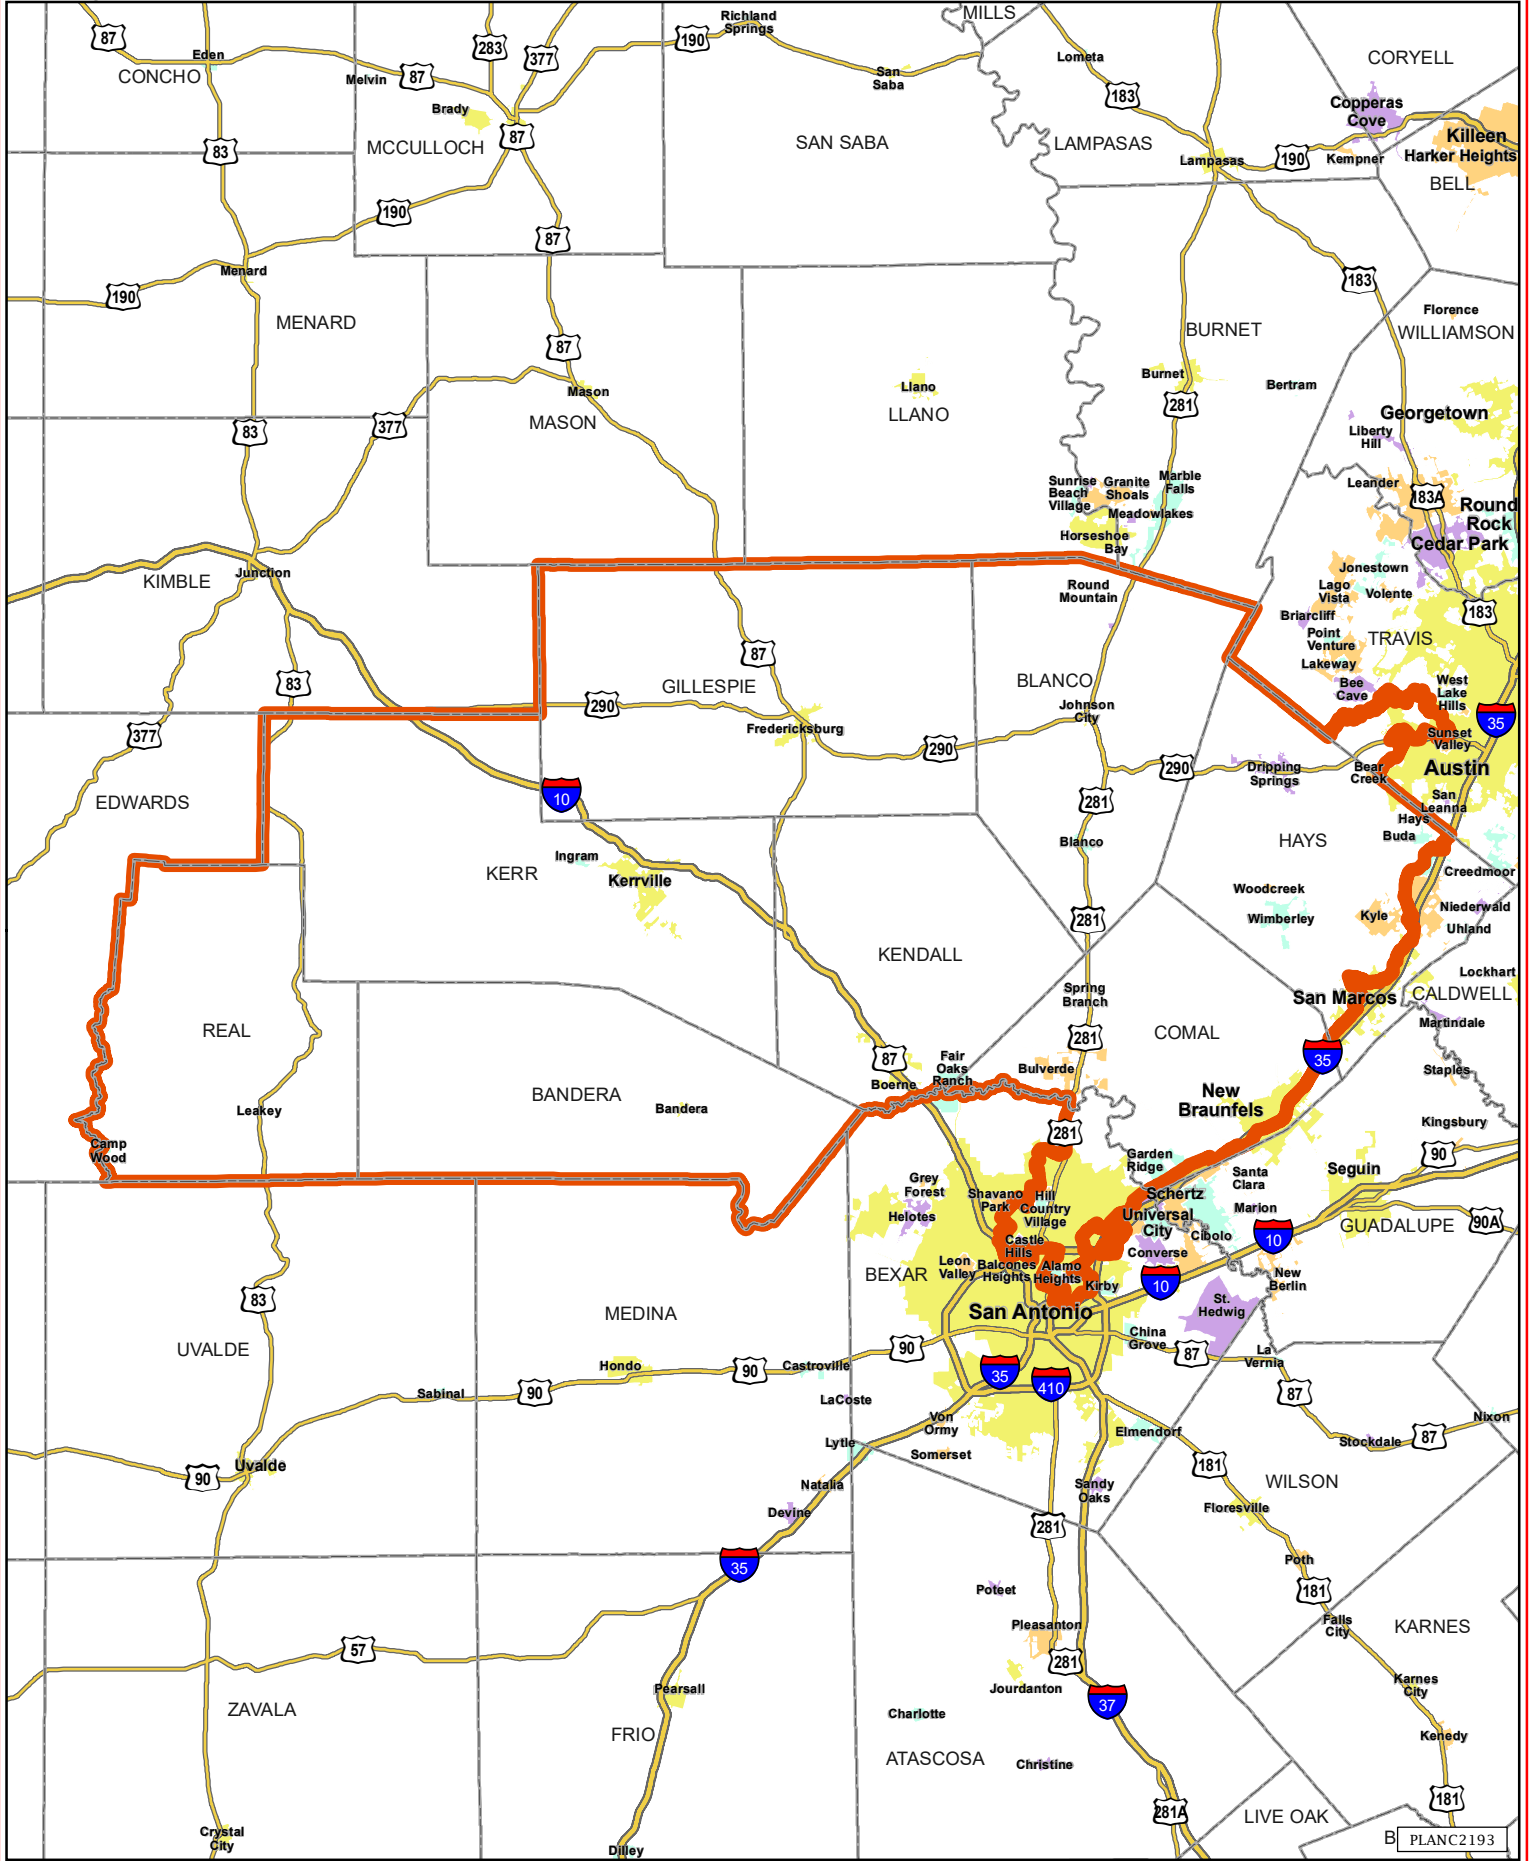 MILLS
Richland
Springs
87
283
377
190
Eden
CONCHO
Melvin
87
San
Saba
Lometa
CORYELL
183
Copperas
Cove
Brady
87
MCCULLOCH
SAN SABA
LAMPASAS
Killeen
83
Lampasas
190
Kempner
Harker Heights
BELL
190
87
Menard
190
183
MENARD
Florence
BURNET
WILLIAMSON
87
Burnet
Mason
Llano
Bertram
281
MASON
LLANO
Georgetown
83
377
Liberty
Hill
Sunrise
Beach
Village
Granite
Shoals
Marble
Falls
Leander
183A
Meadowlakes
Round
Rock
Horseshoe
Bay
Cedar Park
Junction
KIMBLE
Jonestown
Round
Mountain
Lago
Vista
Volente
183
Briarcliff
Point
Venture
TRAVIS
87
Lakeway
83
GILLESPIE
BLANCO
Bee
Cave
West
Lake
Hills
290
Johnson
City
35
377
Fredericksburg
290
Sunset
Valley
290
Dripping
Springs
Bear
Creek
Austin
EDWARDS
10
281
San
Leanna
Hays
Blanco
HAYS
Buda
Ingram
KERR
Kerrville
Creedmoor
Woodcreek
Wimberley
281
Kyle
Niederwald
Uhland
KENDALL
Lockhart
Spring
Branch
San Marcos
CALDWELL
REAL
COMAL
Martindale
281
87
Fair
Oaks
Ranch
Bulverde
35
Boerne
Staples
BANDERA
New
Braunfels
Leakey
Bandera
Kingsbury
281
Camp
Wood
90
Garden
Ridge
Grey
Forest
Santa
Clara
Seguin
Shavano
Park
Hill
Country
Village
Schertz
Helotes
Universal
City
Marion
GUADALUPE
90A
Castle
Hills
Cibolo
10
Converse
BEXAR
Leon
Valley
Balcones
Heights
Alamo
Heights
Kirby
10
New
Berlin
83
San Antonio
St.
Hedwig
MEDINA
China
Grove
UVALDE
90
87
La
Vernia
Hondo
90
Castroville
35
410
Sabinal
90
LaCoste
87
Von
Ormy
Elmendorf
Nixon
Lytle
Stockdale
87
Somerset
90
Uvalde
181
Natalia
Sandy
Oaks
WILSON
Devine
Floresville
281
35
Poth
Poteet
181
Pleasanton
Falls
City
KARNES
57
281
Pearsall
Jourdanton
37
Karnes
City
ZAVALA
Charlotte
FRIO
Kenedy
ATASCOSA
Christine
181
281A
LIVE OAK
Crystal
City
B
PLANC2193
Dilley